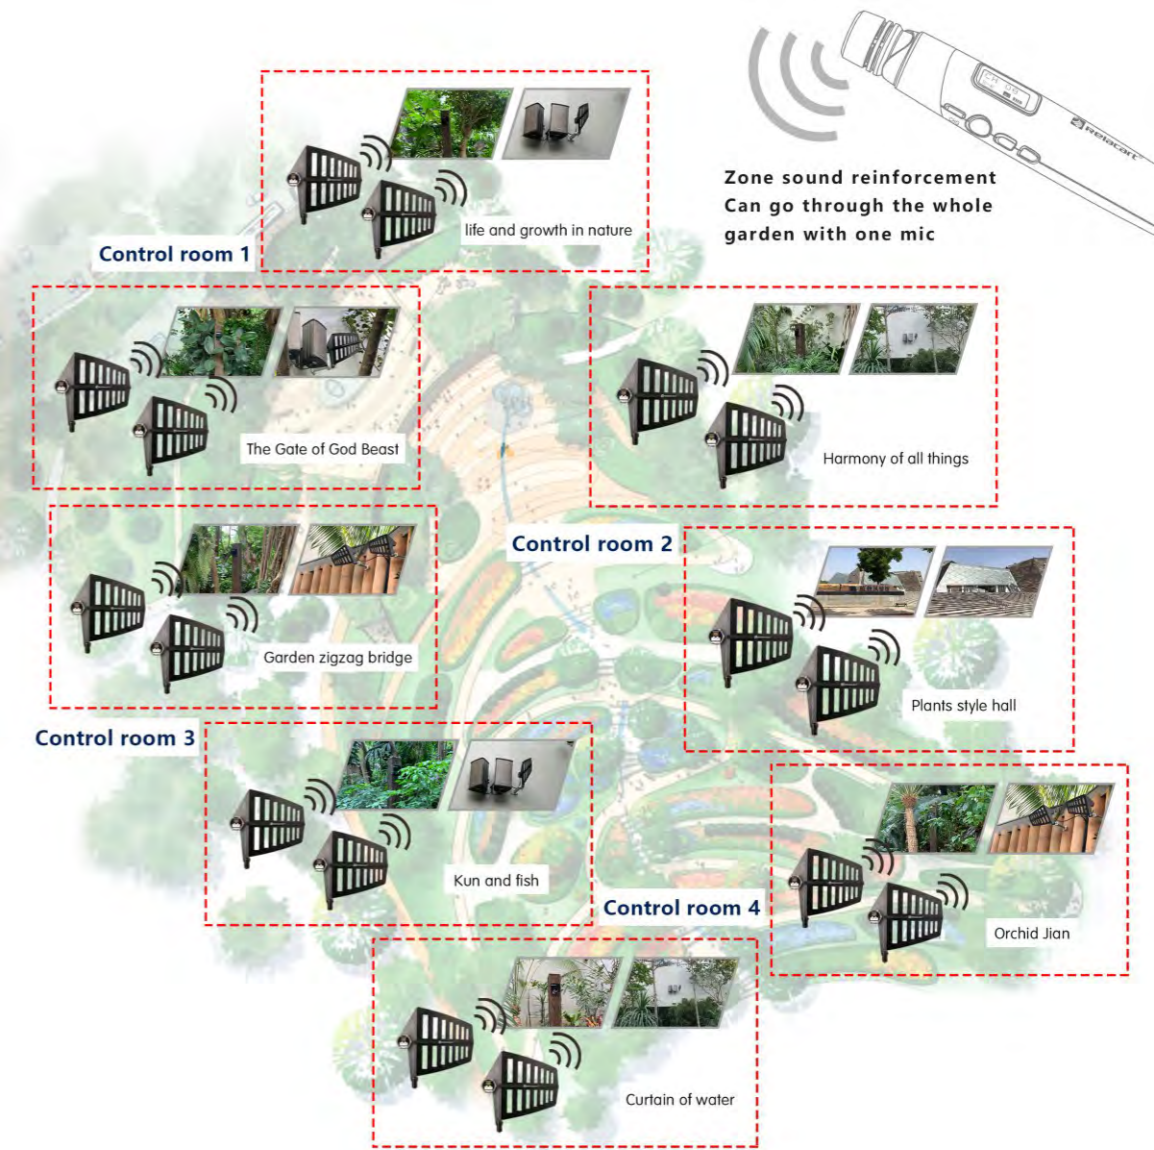 Relacart
Zone sound reinforcement
Can go through the whole
garden with one mic
life and growth in nature
Control room 1
The Gate of God Beast
Harmony of all things
Control room 2
Garden zigzag bridge
Plants style hall
Control room 3
Kun and fish
Control room 4
Orchid Jian
Curtain of water